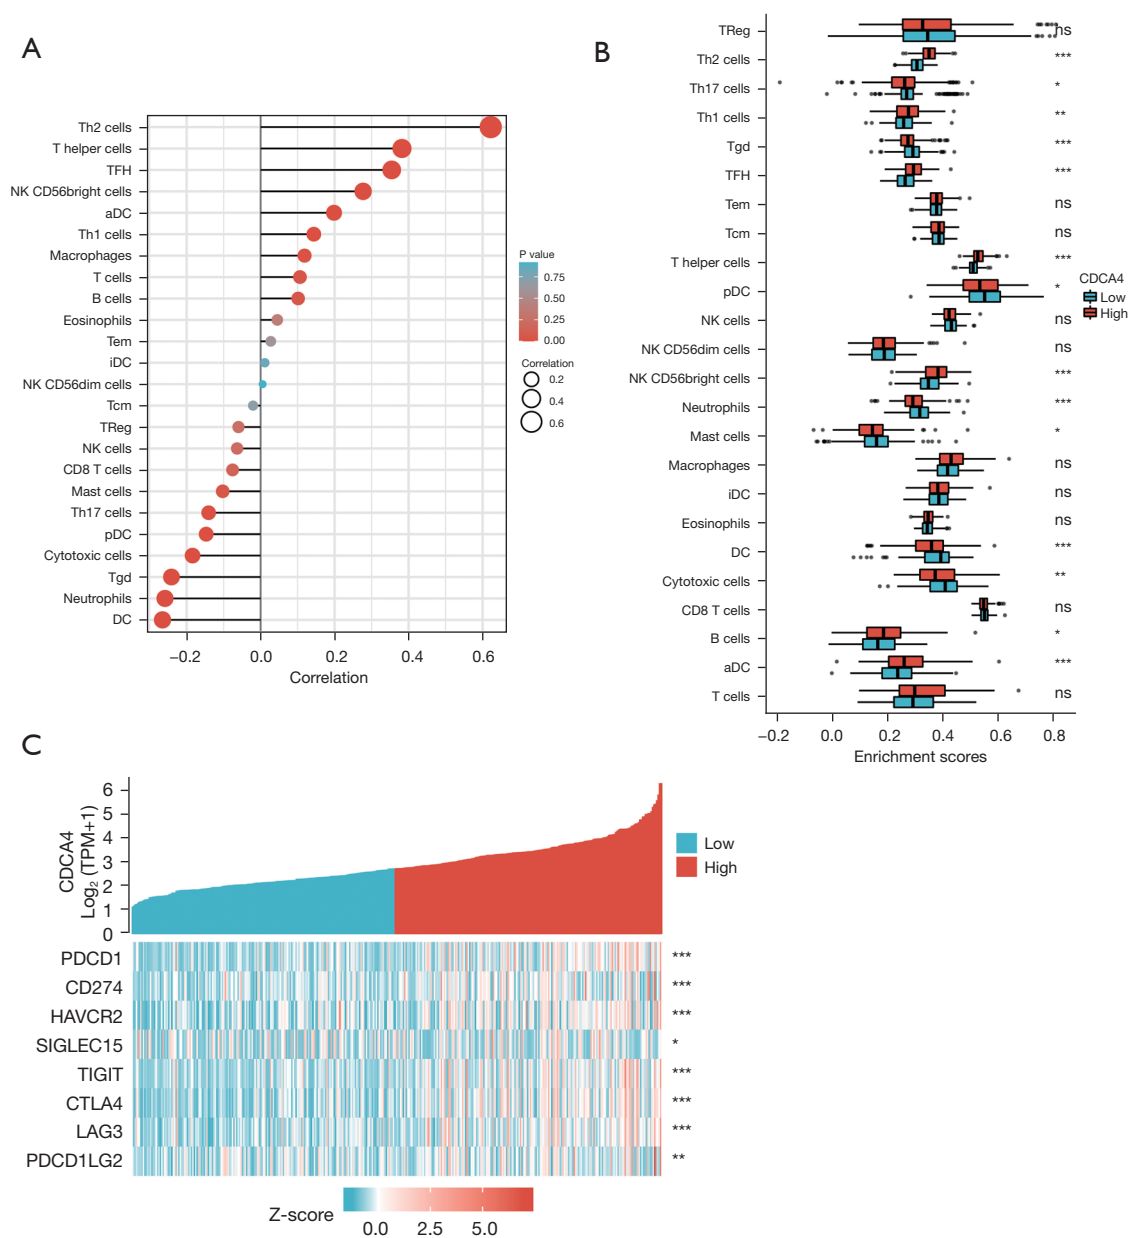 A
Th2 cells
T helper cells
TFH
NK CD56bright cells
aDC
Th1 cells
Macrophages
T cells
B cells
Eosinophils
Tem
iDC
NK CD56dim cells
Tcm
TReg
NK cells
CD8 T cells
Mast cells
Th17 cells
pDC
Cytotoxic cells
Tgd
Neutrophils
DC
−0.2 0.0 0.2 0.4 0.6
Correlation
P value
0.75
0.50
0.25
0.00
Correlation
0.2
0.4
0.6
B
TReg ns
Th2 cells ***
Th17 cells *
Th1 cells **
Tgd ***
TFH ***
Tem ns
Tcm ns
T helper cells ***
pDC *
NK cells ns
NK CD56dim cells ns
NK CD56bright cells ***
Neutrophils ***
Mast cells *
Macrophages ns
iDC ns
Eosinophils ns
DC ***
Cytotoxic cells **
CD8 T cells ns
B cells *
aDC ***
T cells ns
−0.2 0.0 0.2 0.4 0.6 0.8
Enrichment scores
CDCA4
Low
High
C
CDCA4
Log₂ (TPM+1)
6
5
4
3
2
1
0
Low
High
PDCD1 ***
CD274 ***
HAVCR2 ***
SIGLEC15 *
TIGIT ***
CTLA4 ***
LAG3 ***
PDCD1LG2 **
Z-score
0.0 2.5 5.0